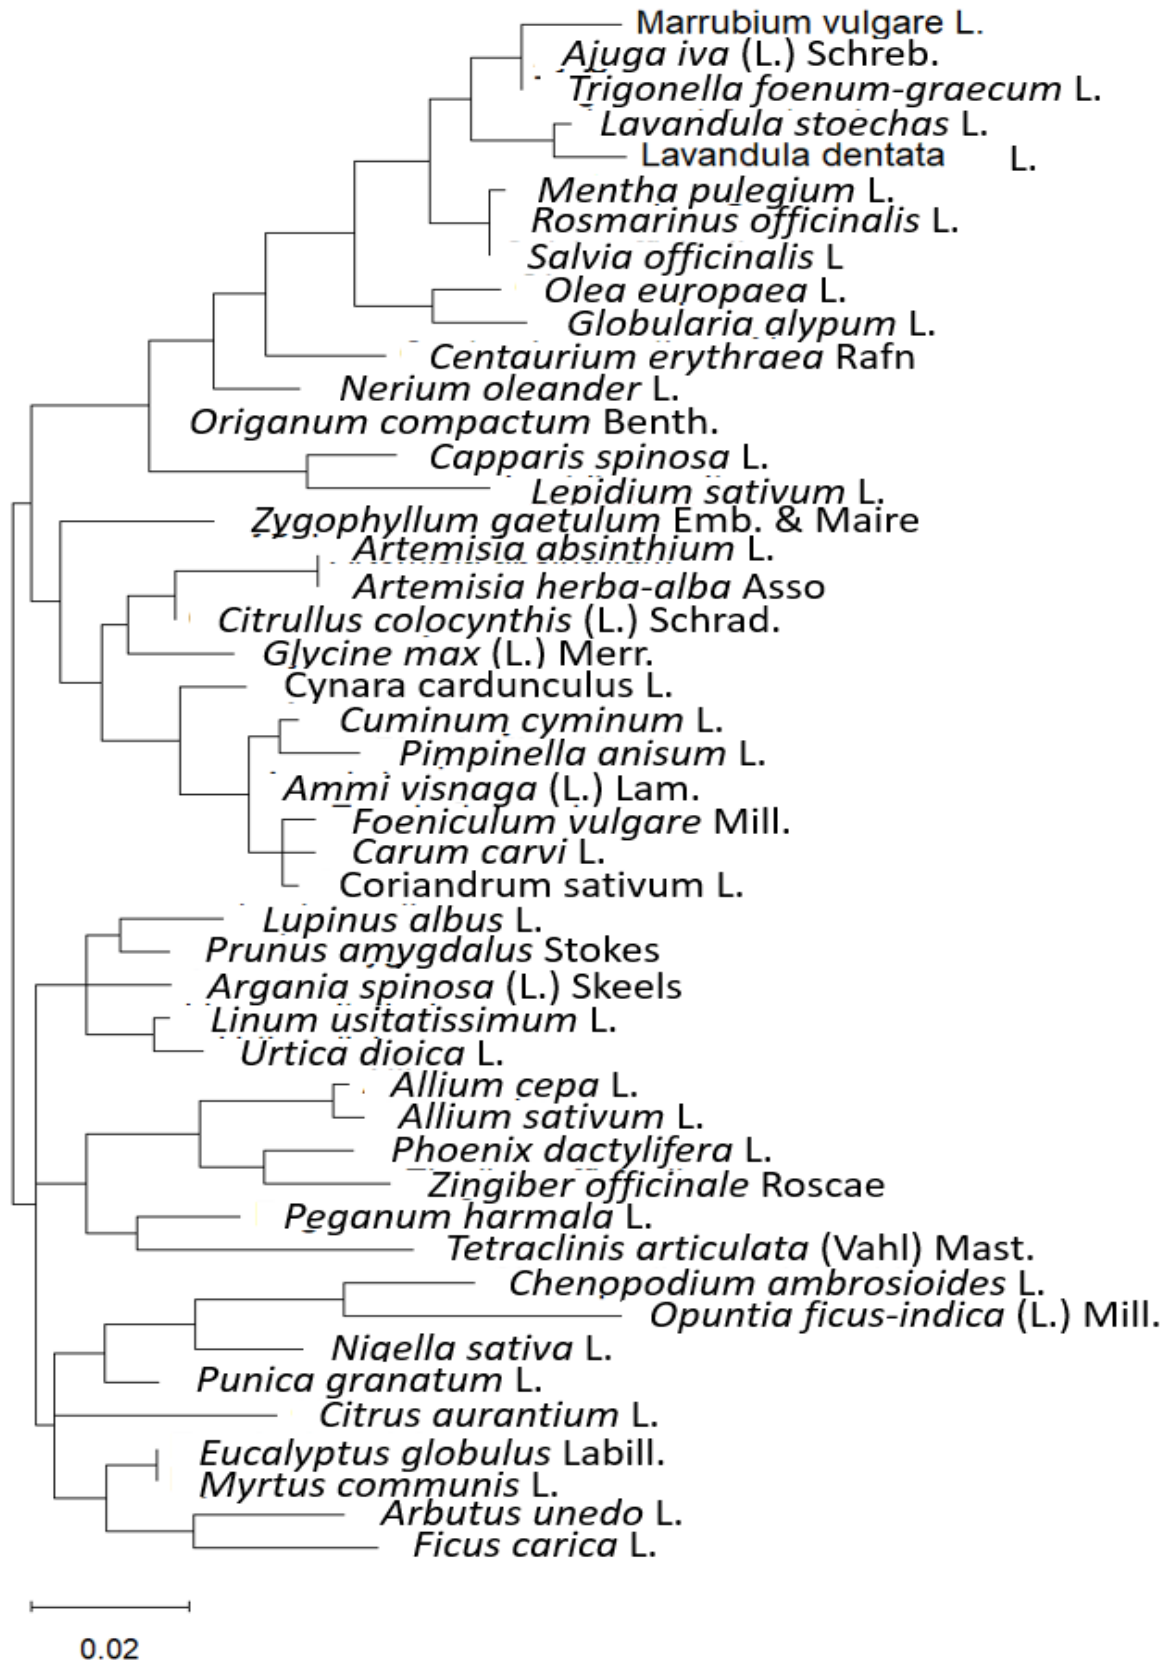 Marrubium vulgare L.
Ajuga iva (L.) Schreb.
Trigonella foenum-graecum L.
Lavandula stoechas L.
Lavandula dentata L.
Mentha pulegium L.
Rosmarinus officinalis L.
Salvia officinalis L
Olea europaea L.
Globularia alypum L.
Centaurium erythraea Rafn
Nerium oleander L.
Origanum compactum Benth.
Capparis spinosa L.
Lepidium sativum L.
Zygophyllum gaetulum Emb. & Maire
Artemisia absinthium L.
Artemisia herba-alba Asso
Citrullus colocynthis (L.) Schrad.
Glycine max (L.) Merr.
Cynara cardunculus L.
Cuminum cyminum L.
Pimpinella anisum L.
Ammi visnaga (L.) Lam.
Foeniculum vulgare Mill.
Carum carvi L.
Coriandrum sativum L.
Lupinus albus L.
Prunus amygdalus Stokes
Argania spinosa (L.) Skeels
Linum usitatissimum L.
Urtica dioica L.
Allium cepa L.
Allium sativum L.
Phoenix dactylifera L.
Zingiber officinale Roscae
Peganum harmala L.
Tetraclinis articulata (Vahl) Mast.
Chenopodium ambrosioides L.
Opuntia ficus-indica (L.) Mill.
Nigella sativa L.
Punica granatum L.
Citrus aurantium L.
Eucalyptus globulus Labill.
Myrtus communis L.
Arbutus unedo L.
Ficus carica L.
0.02